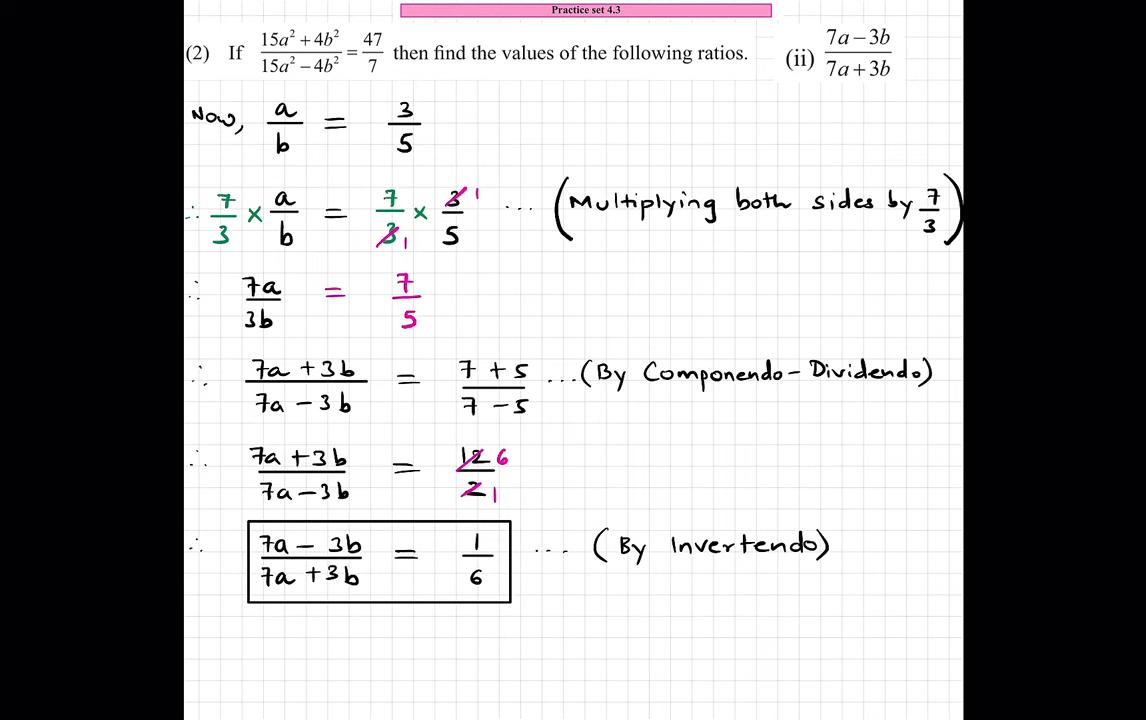 Practice set 4.3
(2) If (15a² + 4b²)/(15a² − 4b²) = 47/7 then find the values of the following ratios. (ii) (7a − 3b)/(7a + 3b)
Now, a/b = 3/5
∴ 7/3 × a/b = 7/3 1 × 3/5 1 ... (Multiplying both sides by 7/3)
∴ 7a/3b = 7/5
∴ (7a + 3b)/(7a − 3b) = (7 + 5)/(7 − 5) ... (By Componendo - Dividendo)
∴ (7a + 3b)/(7a − 3b) = 12/2 6/1
∴ (7a − 3b)/(7a + 3b) = 1/6 ... (By Invertendo)